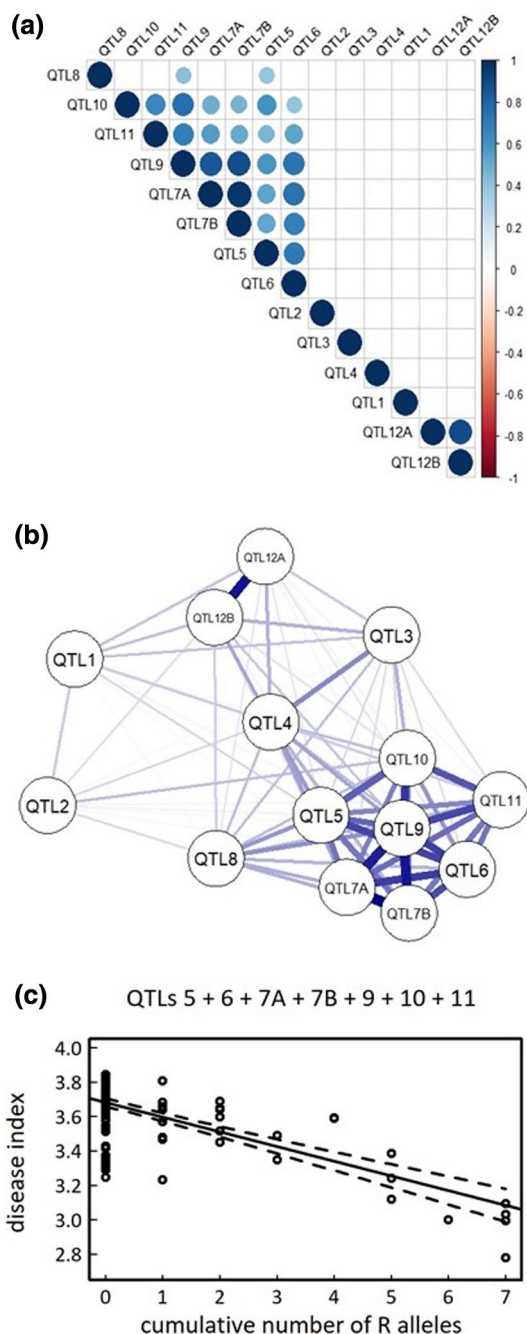 (a)
QTL8 QTL10 QTL11 QTL9 QTL7A QTL7B QTL5 QTL6 QTL2 QTL3 QTL4 QTL1 QTL12A QTL12B
QTL8
QTL10
QTL11
QTL9
QTL7A
QTL7B
QTL5
QTL6
QTL2
QTL3
QTL4
QTL1
QTL12A
QTL12B
1
0.8
0.6
0.4
0.2
0
-0.2
-0.4
-0.6
-0.8
-1
(b)
QTL12A
QTL12B
QTL3
QTL1
QTL4
QTL10
QTL2
QTL11
QTL5
QTL9
QTL8
QTL6
QTL7A
QTL7B
(c)
QTLs 5 + 6 + 7A + 7B + 9 + 10 + 11
4.0
3.8
3.6
3.4
3.2
3.0
2.8
disease index
0 1 2 3 4 5 6 7
cumulative number of R alleles